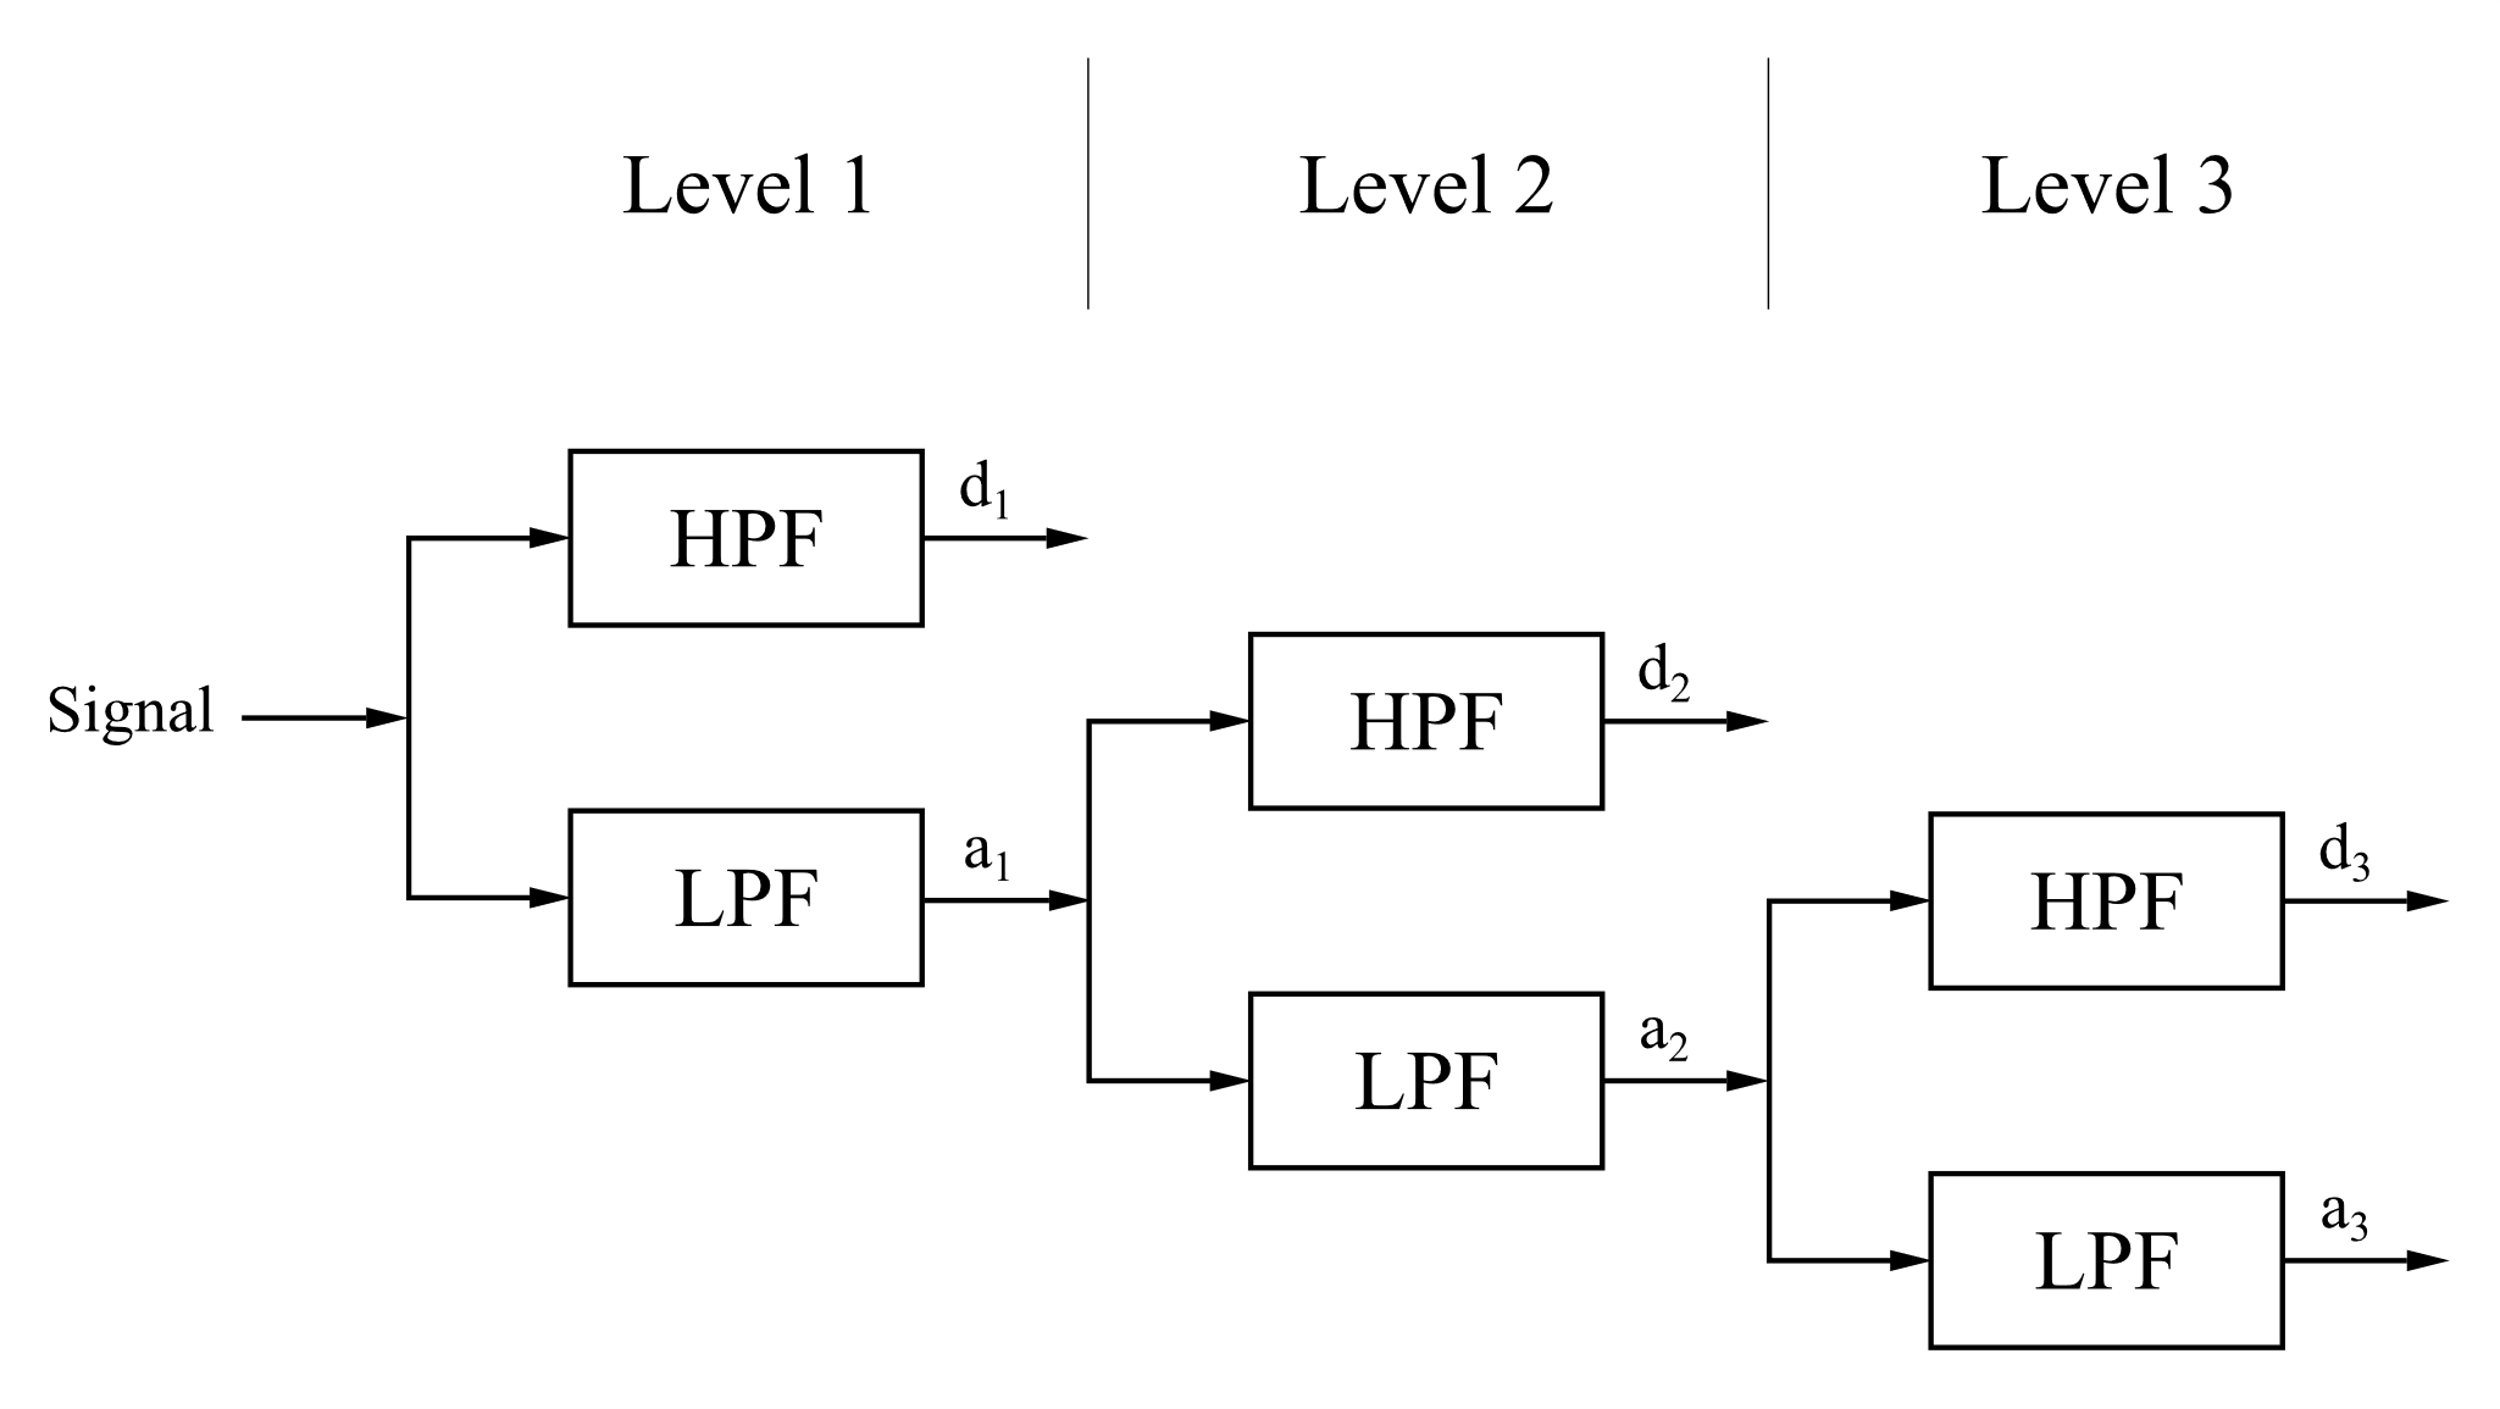 Level 1
Level 2
Level 3
HPF
d1
Signal
HPF
d2
LPF
a1
HPF
d3
LPF
a2
LPF
a3